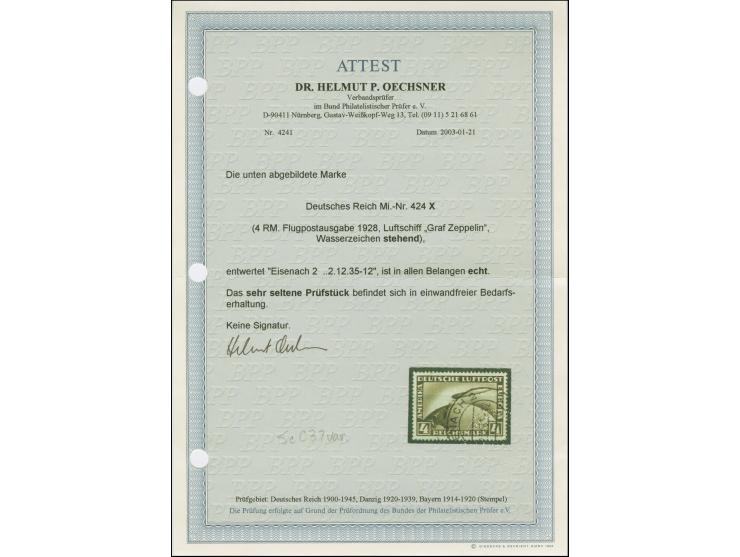 ATTEST
DR. HELMUT P. OECHSNER
Verbandsprüfer
im Bund Philatelistischer Prüfer e. V.
D-90411 Nürnberg, Gustav-Weißkopf-Weg 13, Tel. (09 11) 5 21 68 61
Nr. 4241 Datum 2003-01-21
Die unten abgebildete Marke
Deutsches Reich Mi.-Nr. 424 X
(4 RM. Flugpostausgabe 1928, Luftschiff „Graf Zeppelin",
Wasserzeichen stehend),
entwertet "Eisenach 2 ..2.12.35-12", ist in allen Belangen echt.
Das sehr seltene Prüfstück befindet sich in einwandfreier Bedarfs-
erhaltung.
Keine Signatur.
Helmut Oechsner
DEUTSCHE LUFTPOST
AMERIKA
EUROPA
4 REICHSMARK 4
Sc C37 var.
Prüfgebiet: Deutsches Reich 1900-1945, Danzig 1920-1939, Bayern 1914-1920 (Stempel)
Die Prüfung erfolgte auf Grund der Prüfordnung des Bundes der Philatelistischen Prüfer e.V.